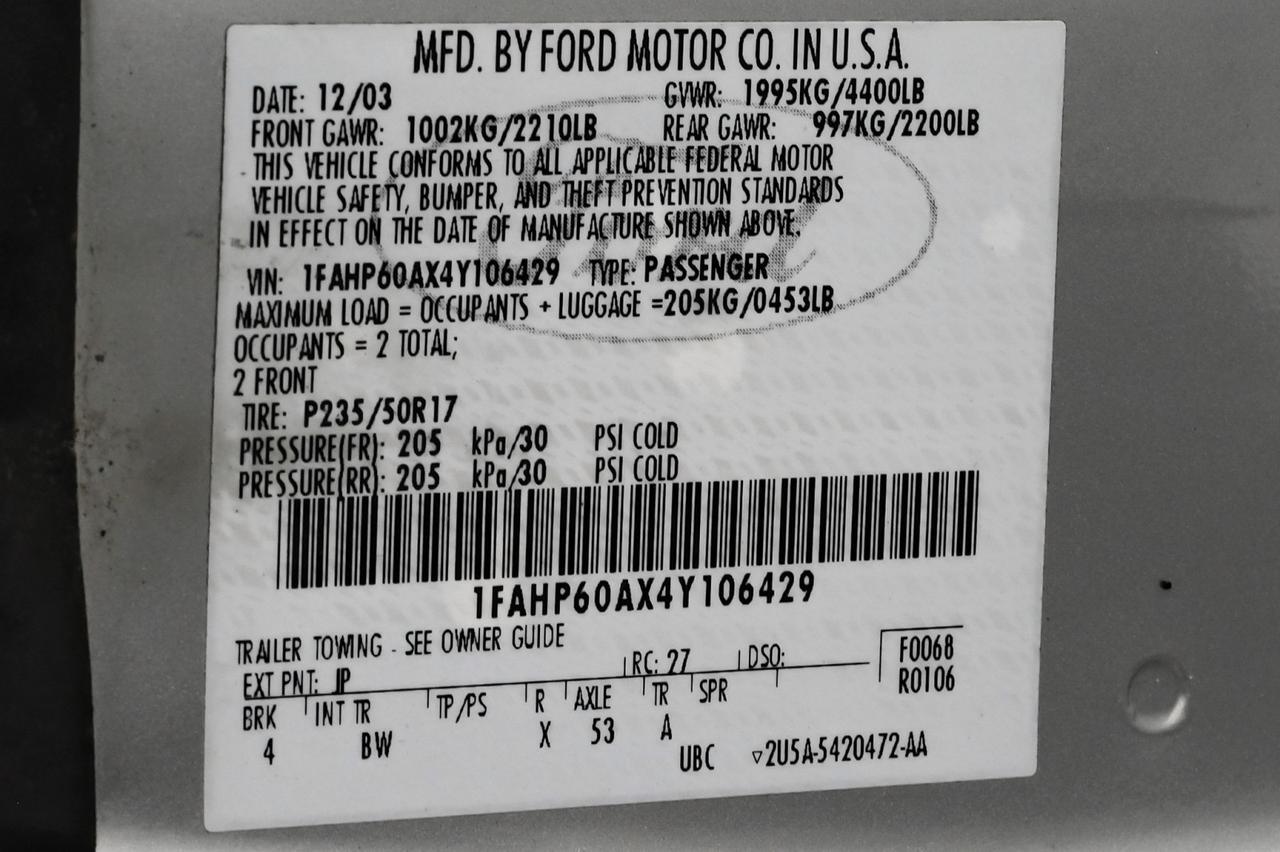 MFD. BY FORD MOTOR CO. IN U.S.A.
DATE: 12/03 GVWR: 1995KG/4400LB
FRONT GAWR: 1002KG/2210LB REAR GAWR: 997KG/2200LB
THIS VEHICLE CONFORMS TO ALL APPLICABLE FEDERAL MOTOR
VEHICLE SAFETY, BUMPER, AND THEFT PREVENTION STANDARDS
IN EFFECT ON THE DATE OF MANUFACTURE SHOWN ABOVE.
VIN: 1FAHP60AX4Y106429 TYPE: PASSENGER
MAXIMUM LOAD = OCCUPANTS + LUGGAGE =205KG/0453LB
OCCUPANTS = 2 TOTAL;
2 FRONT
TIRE: P235/50R17
PRESSURE(FR): 205 kPa/30 PSI COLD
PRESSURE(RR): 205 kPa/30 PSI COLD
1FAHP60AX4Y106429
TRAILER TOWING - SEE OWNER GUIDE
EXT PNT: JP RC: 27 DSO: F0068
R0106
BRK INT TR TP/PS R AXLE TR SPR
4 BW X 53 A
UBC ▿2U5A-5420472-AA